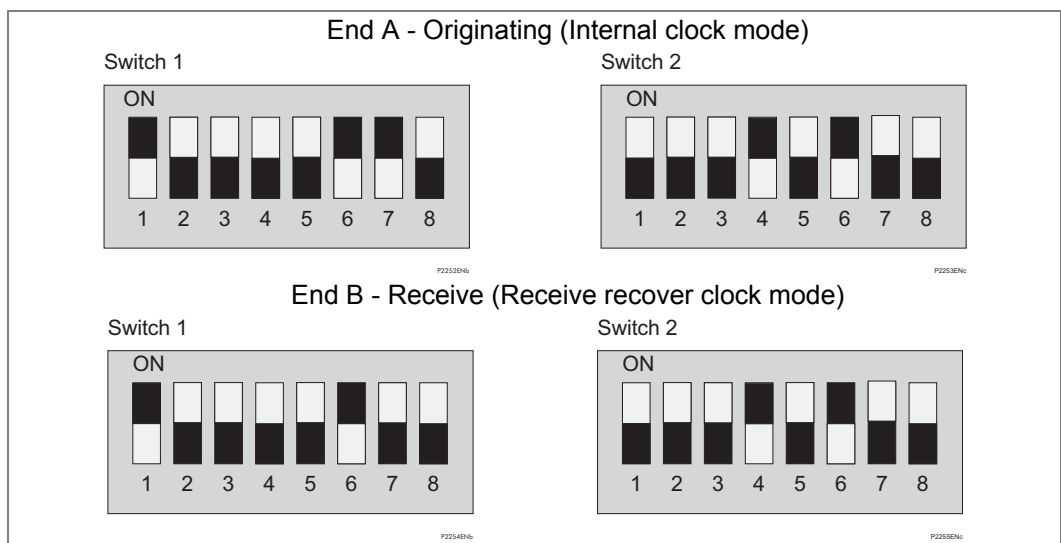 End A - Originating (Internal clock mode)
Switch 1
Switch 2
ON
ON
1 2 3 4 5 6 7 8
1 2 3 4 5 6 7 8
P2252ENb
P2253ENc
End B - Receive (Receive recover clock mode)
Switch 1
Switch 2
ON
ON
1 2 3 4 5 6 7 8
1 2 3 4 5 6 7 8
P2254ENb
P2255ENc